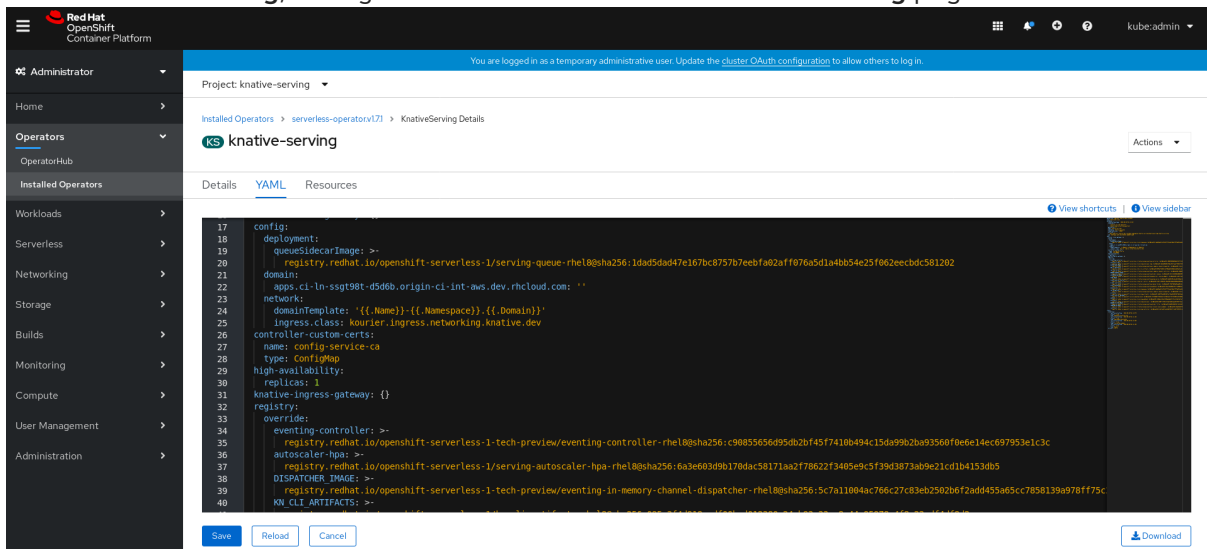 Red Hat
OpenShift
Container Platform
kube:admin
Administrator
You are logged in as a temporary administrative user. Update the cluster OAuth configuration to allow others to log in.
Project: knative-serving
Home
Operators
OperatorHub
Installed Operators
Workloads
Serverless
Networking
Storage
Builds
Monitoring
Compute
User Management
Administration
Installed Operators > serverless-operator.v1.7.1 > KnativeServing Details
KS knative-serving
Actions
Details YAML Resources
View shortcuts | View sidebar
17 config:
18 deployment:
19 queueSidecarImage: >-
20 registry.redhat.io/openshift-serverless-1/serving-queue-rhel8@sha256:1dad5dad47e167bc8757b7eebfa02aff076a5d1a4bb54e25f062eecbdc581202
21 domain:
22 apps.ci-ln-ssgt98t-d5d6b.origin-ci-int-aws.dev.rhcloud.com: ''
23 network:
24 domainTemplate: '{{.Name}}-{{.Namespace}}.{{.Domain}}'
25 ingress.class: kourier.ingress.networking.knative.dev
26 controller-custom-certs:
27 name: config-service-ca
28 type: ConfigMap
29 high-availability:
30 replicas: 1
31 knative-ingress-gateway: {}
32 registry:
33 override:
34 eventing-controller: >-
35 registry.redhat.io/openshift-serverless-1-tech-preview/eventing-controller-rhel8@sha256:c90855656d95db2bf45f7410b494c15da99b2ba93560f0e6e14ec697953e1c3c
36 autoscaler-hpa: >-
37 registry.redhat.io/openshift-serverless-1/serving-autoscaler-hpa-rhel8@sha256:6a3e603d9b170dac58171aa2f78622f3405e9c5f39d3873ab9e21cd1b4153db5
38 DISPATCHER_IMAGE: >-
39 registry.redhat.io/openshift-serverless-1-tech-preview/eventing-in-memory-channel-dispatcher-rhel8@sha256:5c7a11004ac766c27c83eb2502b6f2add455a65cc7858139a978ff75c
40 KN_CLI_ARTIFACTS: >-
Save Reload Cancel
Download